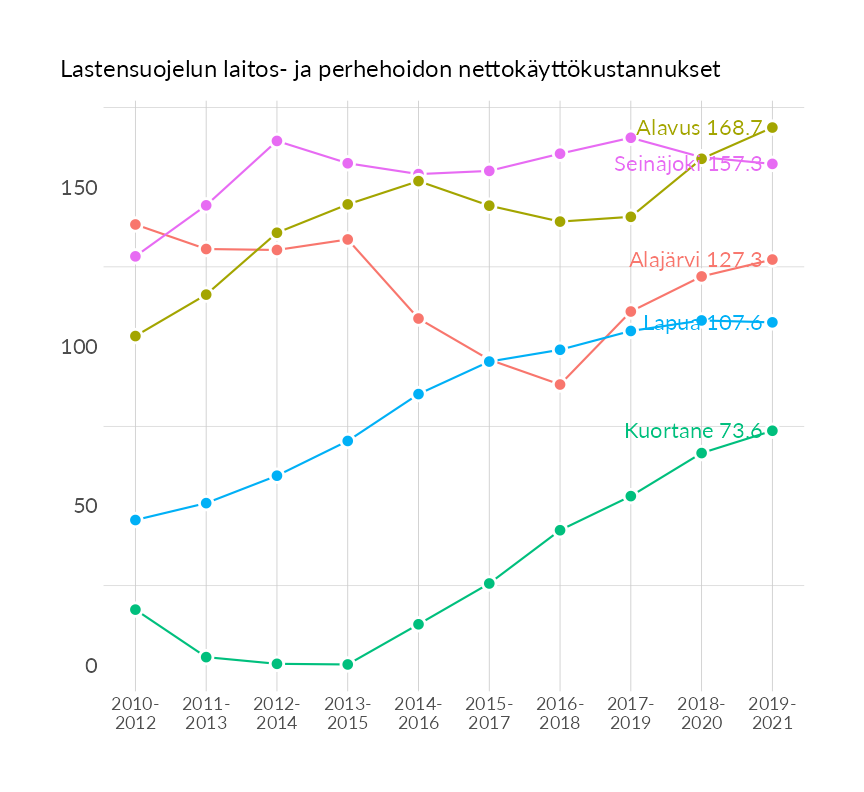 Lastensuojelun laitos- ja perhehoidon nettokäyttökustannukset
Alavus 168.7
Seinäjoki 157.3
150
Alajärvi 127.3
Lapua 107.6
100
Kuortane 73.6
50
0
2010- 2011- 2012- 2013- 2014- 2015- 2016- 2017- 2018- 2019-
2012 2013 2014 2015 2016 2017 2018 2019 2020 2021